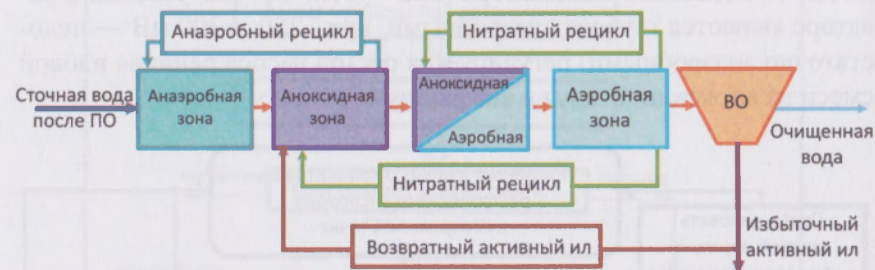 Анаэробный рецикл
Нитратный рецикл
Сточная вода
после ПО
Анаэробная
зона
Аноксидная
зона
Аноксидная
Аэробная
Аэробная
зона
ВО
Очищенная
вода
Нитратный рецикл
Возвратный активный ил
Избыточный
активный ил